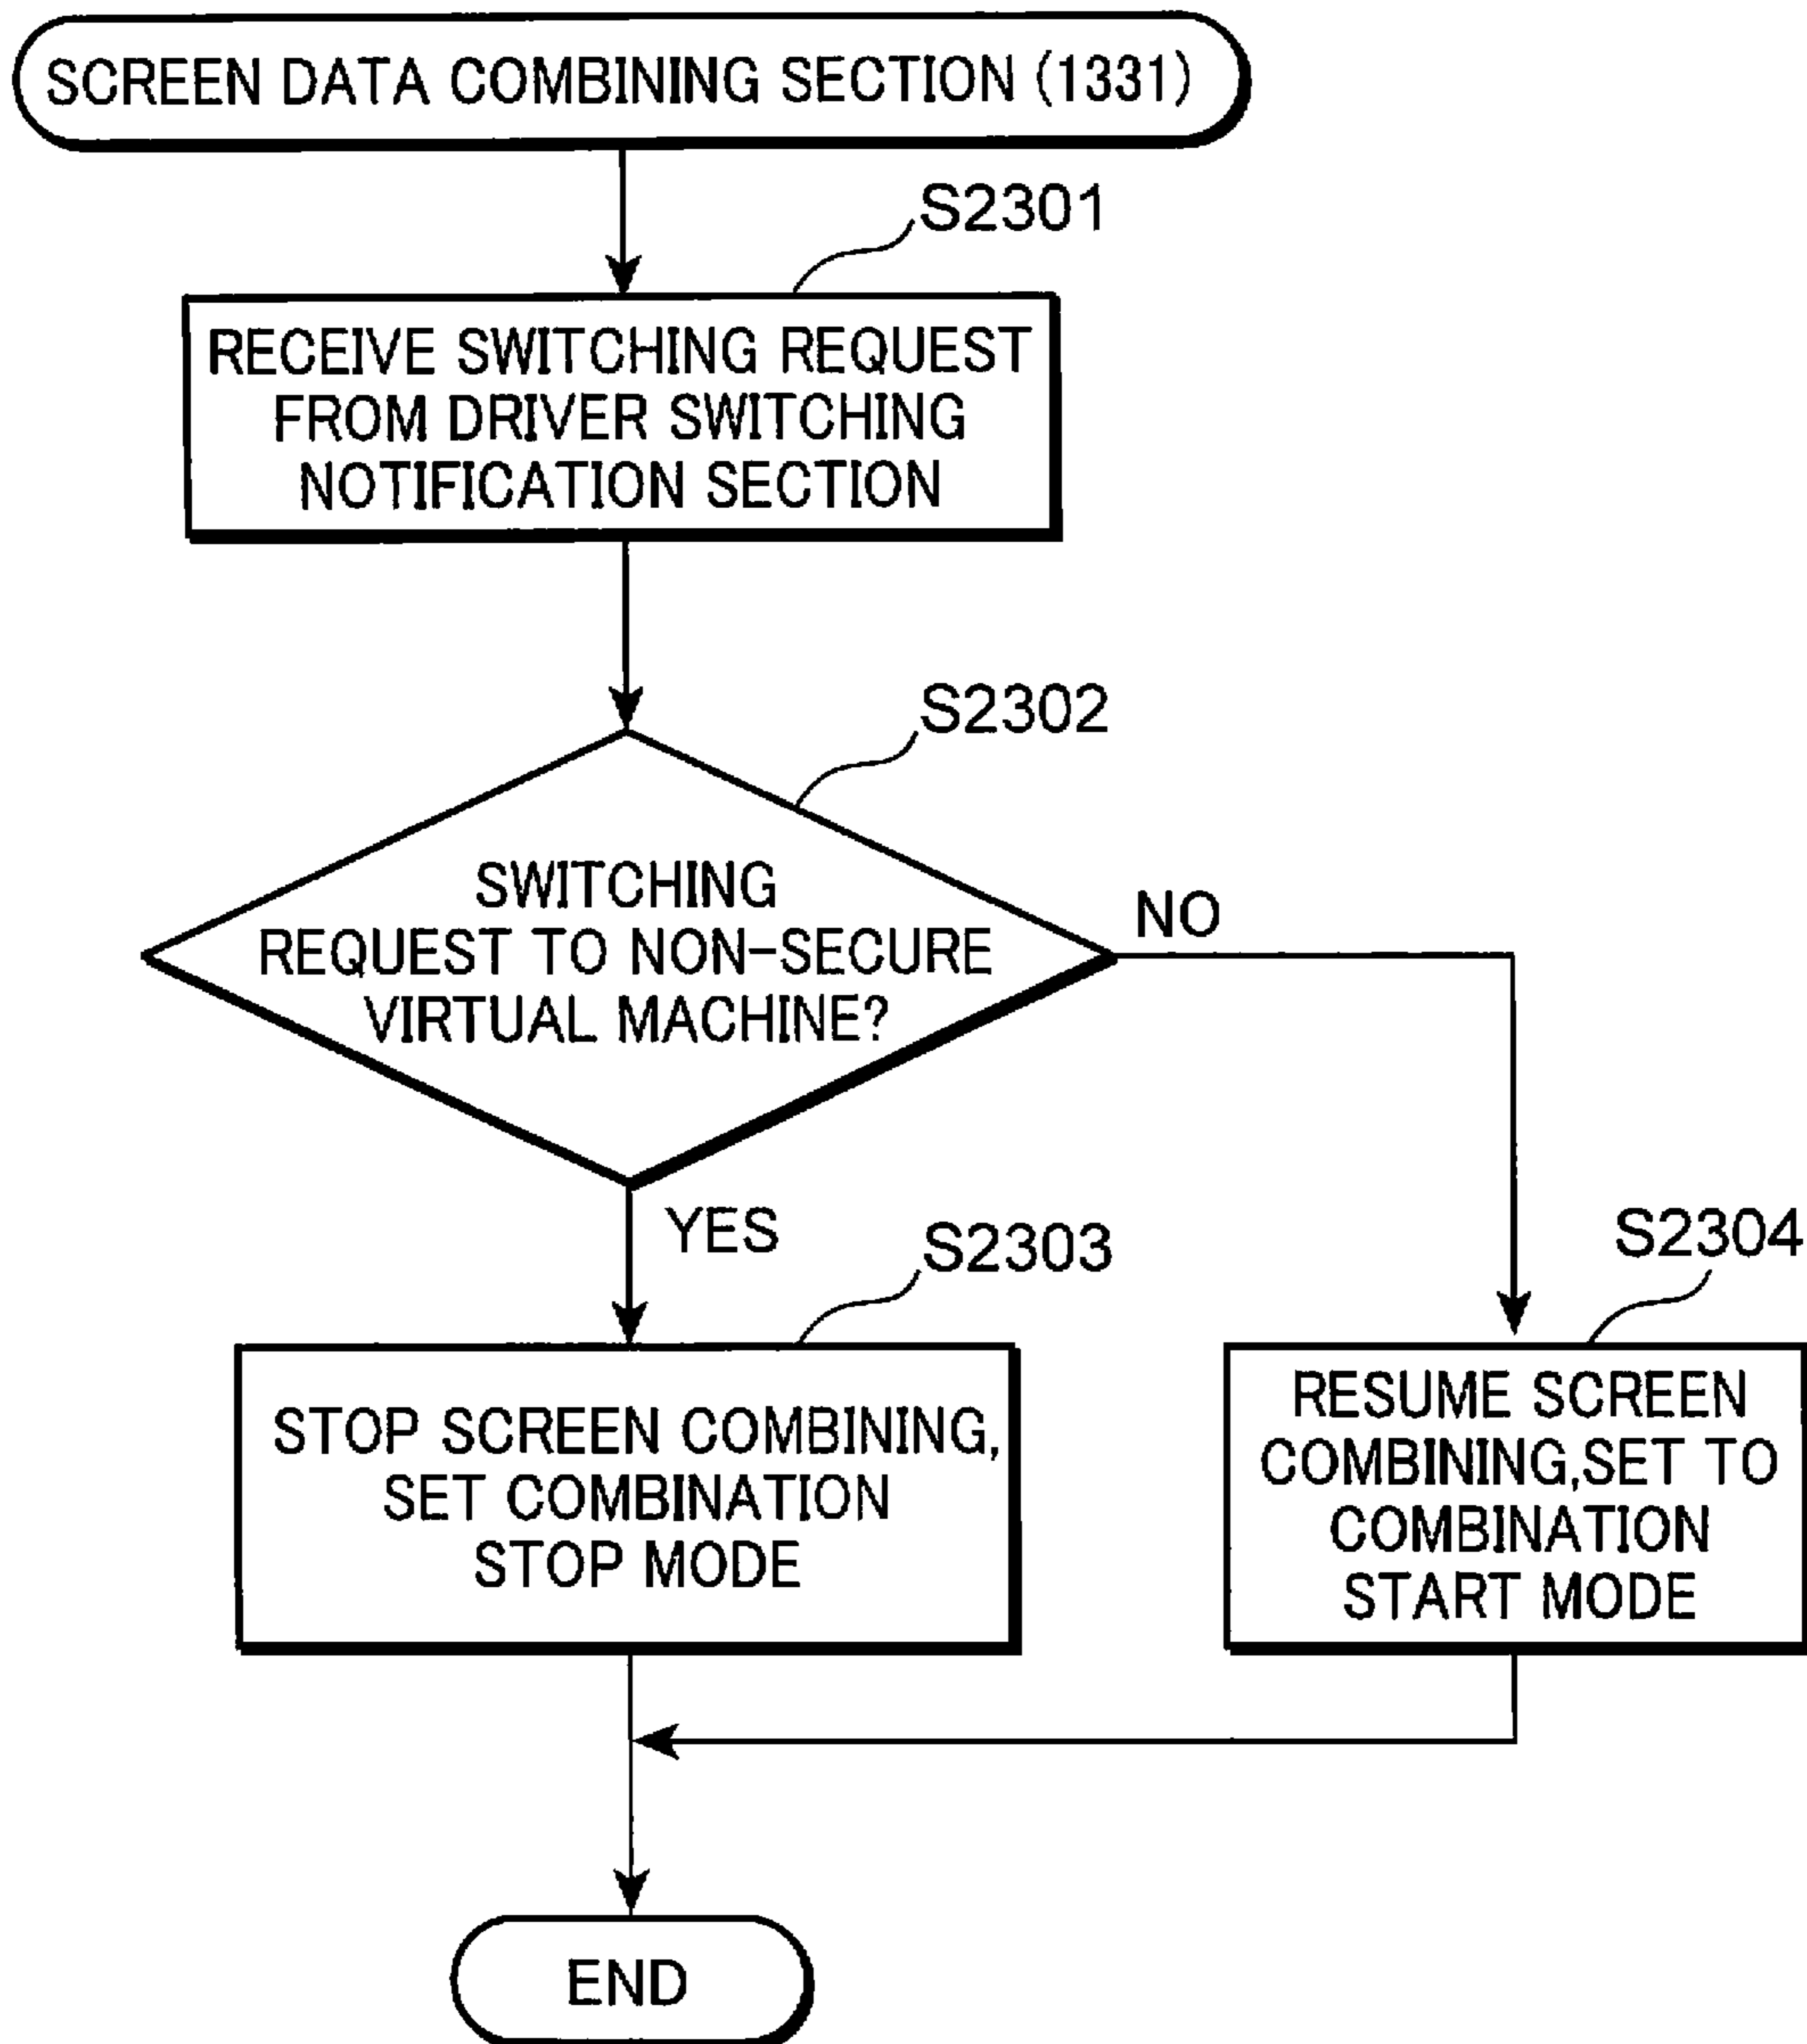 SCREEN DATA COMBINING SECTION (1331)
S2301
RECEIVE SWITCHING REQUEST
FROM DRIVER SWITCHING
NOTIFICATION SECTION
S2302
SWITCHING
REQUEST TO NON-SECURE
VIRTUAL MACHINE?
NO
YES
S2303
STOP SCREEN COMBINING,
SET COMBINATION
STOP MODE
S2304
RESUME SCREEN
COMBINING,SET TO
COMBINATION
START MODE
END